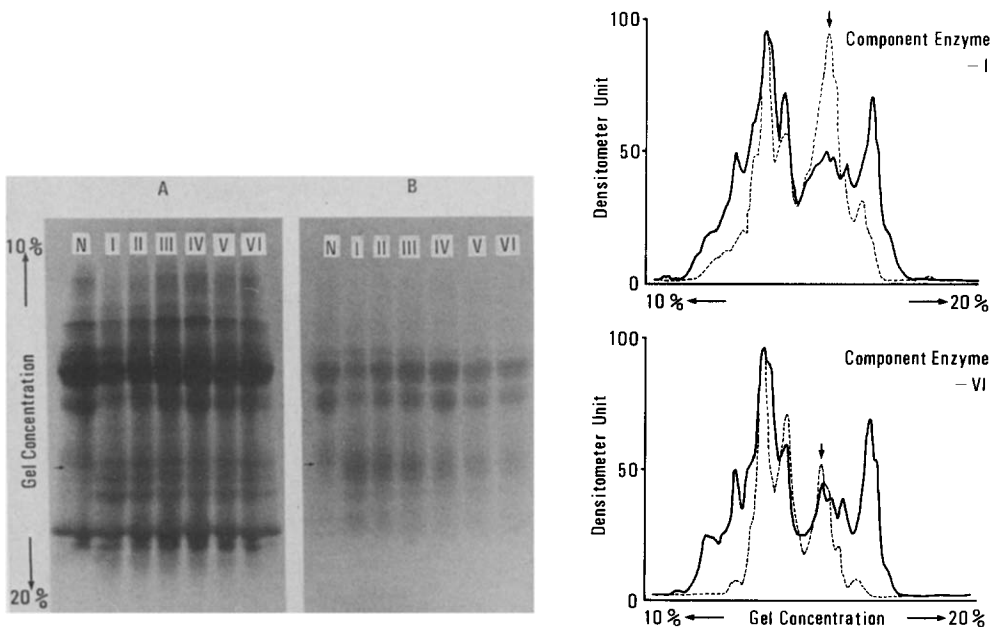 A
B
10%
N I II III IV V VI
N I II III IV V VI
Gel Concentration
20%
100
50
0
Densitometer Unit
Component Enzyme
– I
10% 20%
100
50
0
Densitometer Unit
Component Enzyme
– VI
10% Gel Concentration 20%